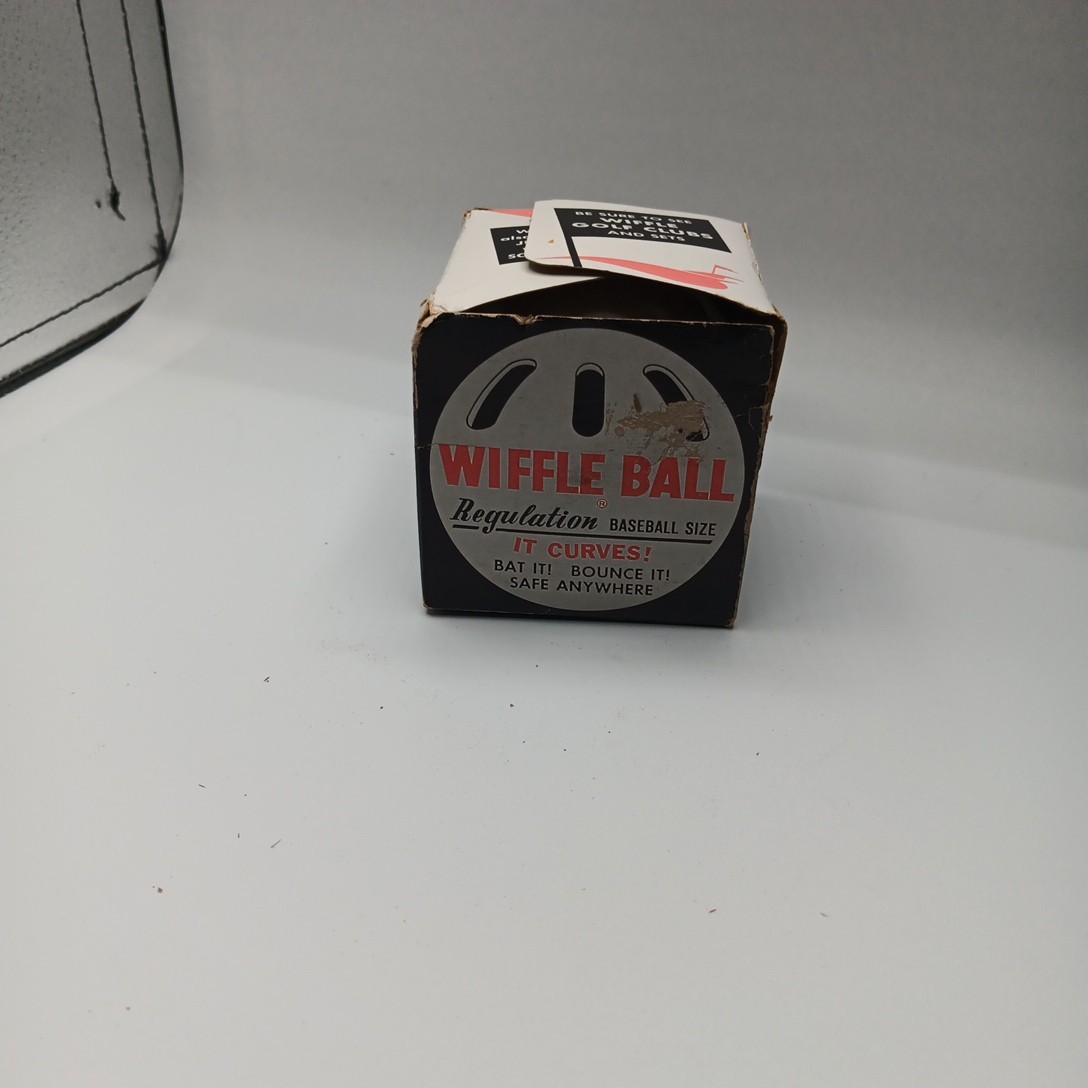 BE SURE TO SEE
WIFFLE
GOLF CLUBS
AND SETS
WIFFLE BALL
®
Regulation BASEBALL SIZE
IT CURVES!
BAT IT! BOUNCE IT!
SAFE ANYWHERE